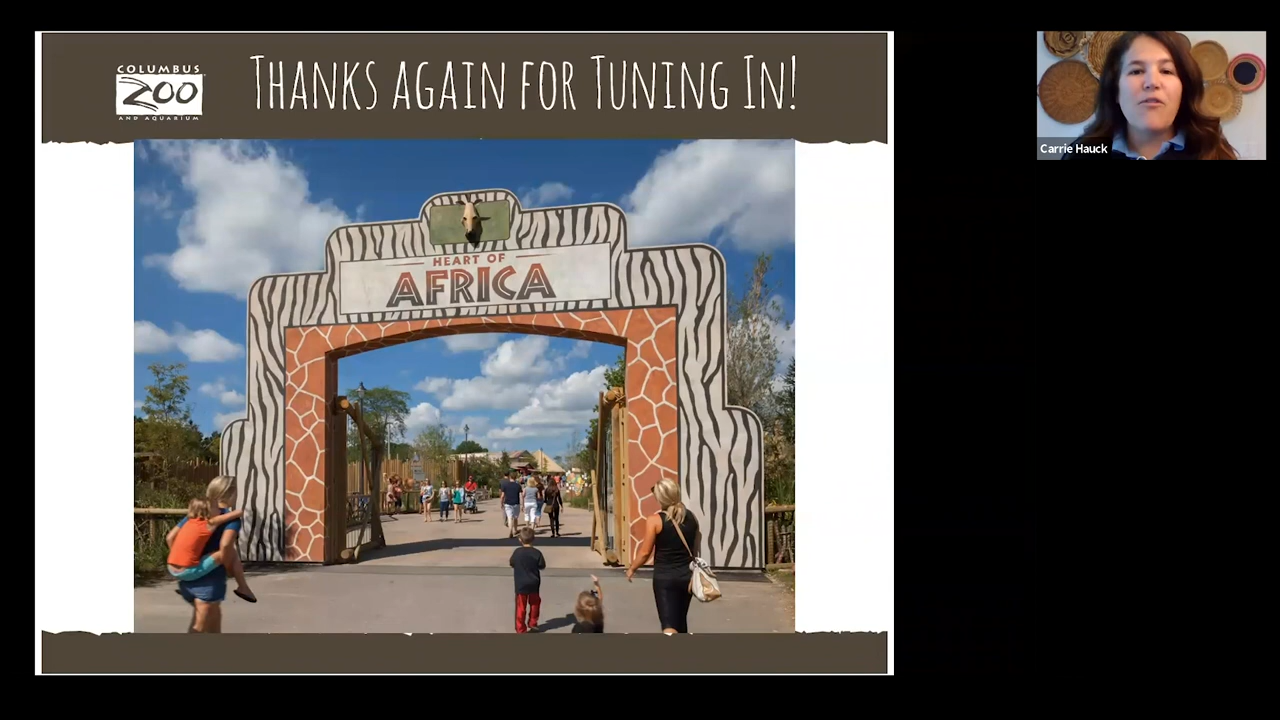 COLUMBUS
ZOO
AND AQUARIUM
THANKS AGAIN FOR TUNING IN!
HEART OF
AFRICA
Carrie Hauck